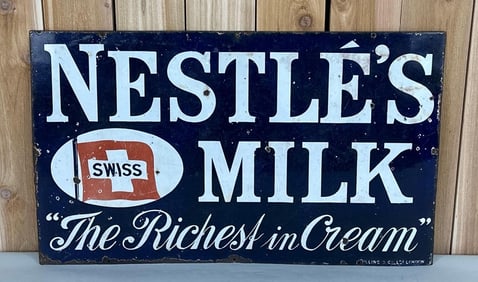 NESTLÉ'S
SWISS
MILK
"The Richest in Cream"